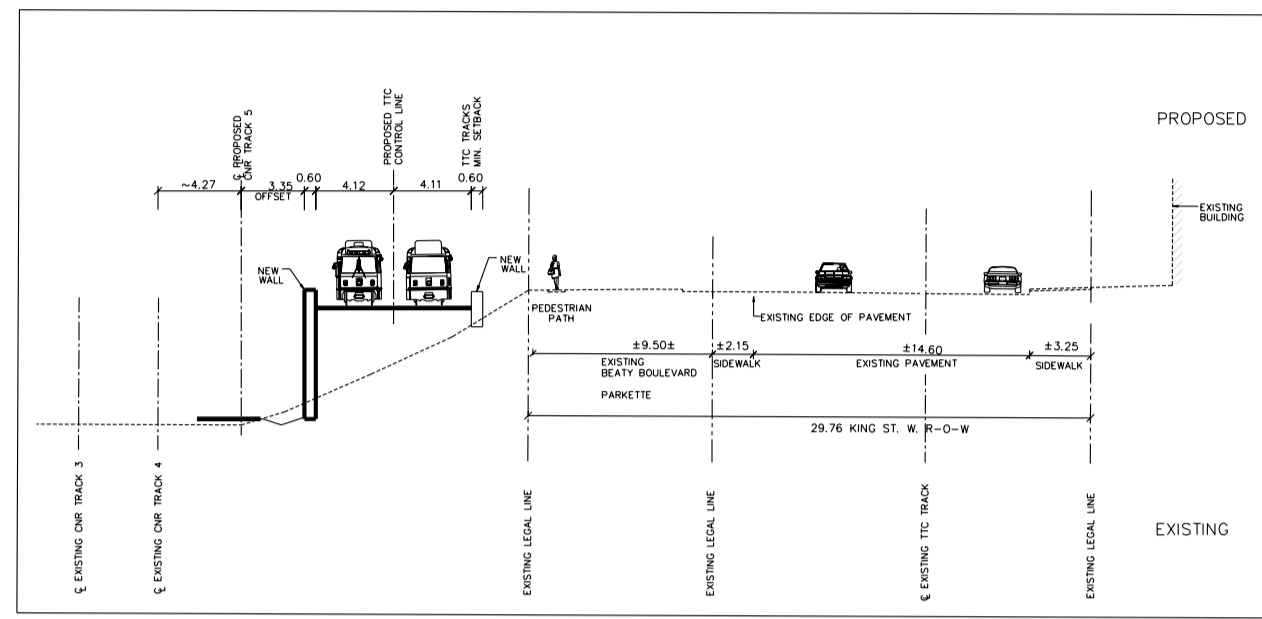 PROPOSED
℄ PROPOSED
CNR TRACK 5
PROPOSED TTC
CONTROL LINE
TTC TRACKS
MIN. SETBACK
~4.27
3.35
OFFSET
0.60
4.12
4.11
0.60
EXISTING
BUILDING
NEW
WALL
NEW
WALL
PEDESTRIAN
PATH
EXISTING EDGE OF PAVEMENT
±9.50±
±2.15
±14.60
±3.25
EXISTING
BEATY BOULEVARD
PARKETTE
SIDEWALK
EXISTING PAVEMENT
SIDEWALK
29.76 KING ST. W. R-O-W
℄ EXISTING CNR TRACK 3
℄ EXISTING CNR TRACK 4
EXISTING LEGAL LINE
EXISTING LEGAL LINE
℄ EXISTING TTC TRACK
EXISTING LEGAL LINE
EXISTING